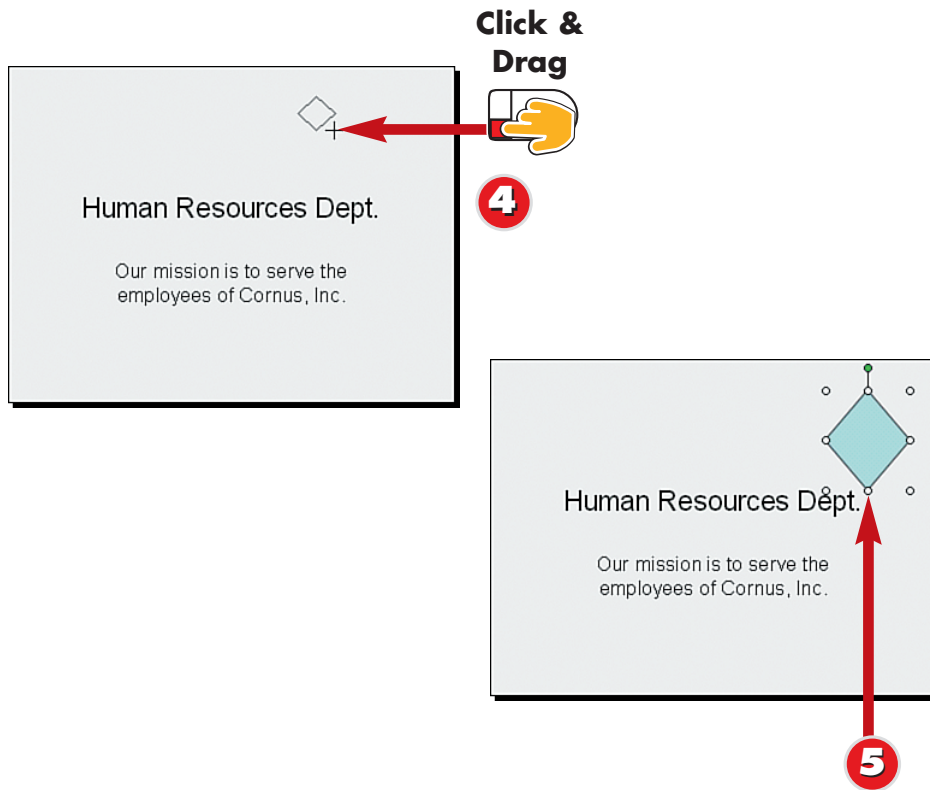 Click &
Drag
4
Human Resources Dept.
Our mission is to serve the
employees of Cornus, Inc.
Human Resources Dept.
Our mission is to serve the
employees of Cornus, Inc.
5